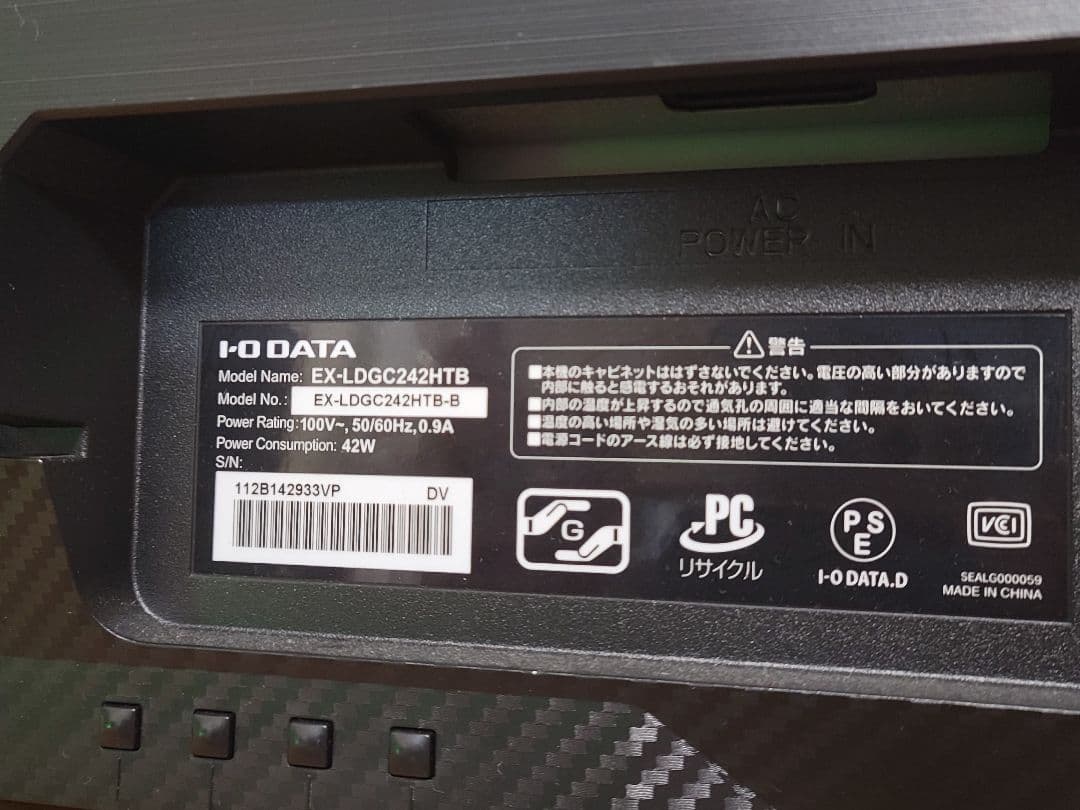 AC
POWER IN
I-O DATA
Model Name: EX-LDGC242HTB
Model No.: EX-LDGC242HTB-B
Power Rating:100V~, 50/60Hz, 0.9A
Power Consumption: 42W
S/N:
112B142933VP DV
警告
■本機のキャビネットははずさないでください。電圧の高い部分がありますので
内部に触ると感電するおそれがあります。
■内部の温度が上昇するので通気孔の周囲に適当な間隔をおいてください。
■温度の高い場所や湿気の多い場所は避けてください。
■電源コードのアース線は必ず接地してください。
G
PC
リサイクル
PSE
I-O DATA.D
VCI
SEALG000059
MADE IN CHINA